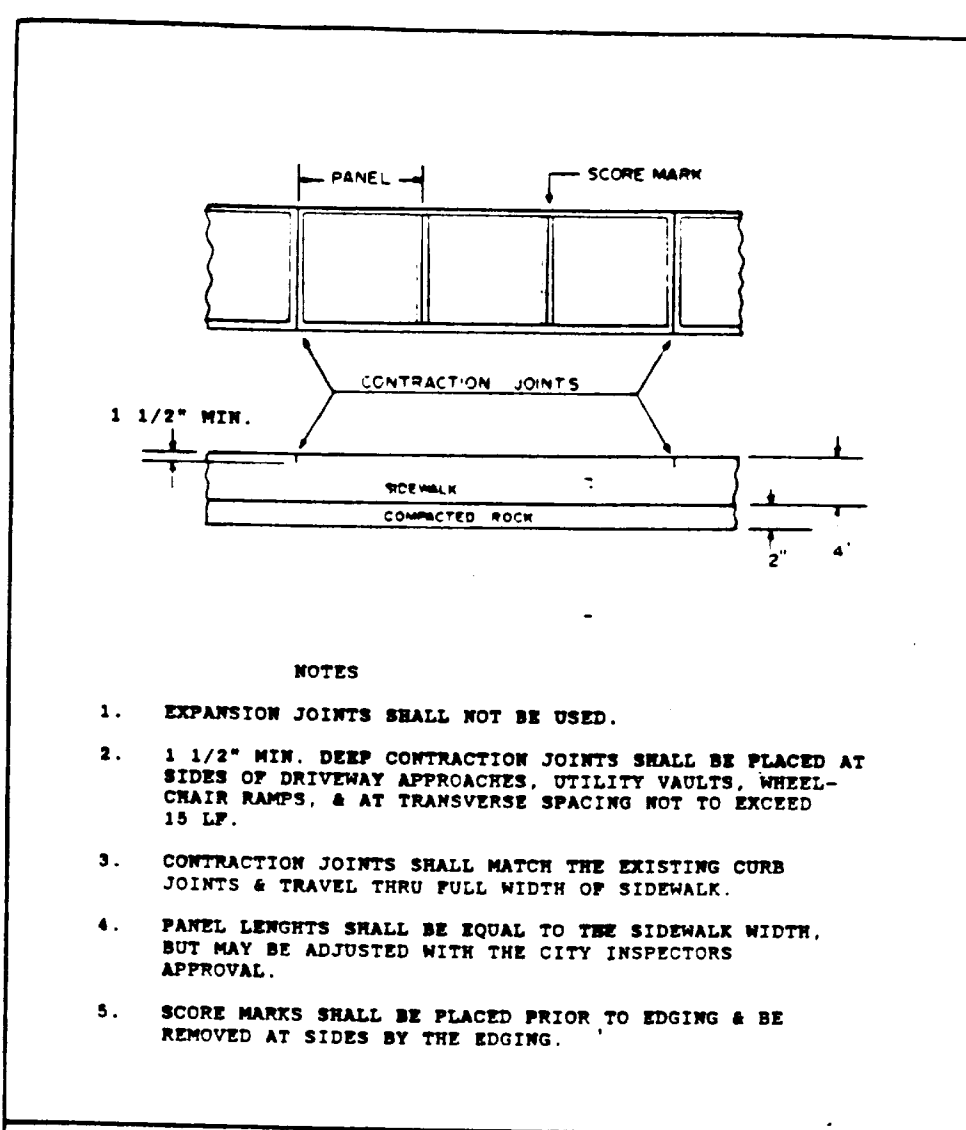 PANEL
SCORE MARK
CONTRACTION JOINTS
1 1/2" MIN.
SIDEWALK
COMPACTED ROCK
2"
4'
NOTES
1. EXPANSION JOINTS SHALL NOT BE USED.
2. 1 1/2" MIN. DEEP CONTRACTION JOINTS SHALL BE PLACED AT
SIDES OF DRIVEWAY APPROACHES, UTILITY VAULTS, WHEEL-
CHAIR RAMPS, & AT TRANSVERSE SPACING NOT TO EXCEED
15 LF.
3. CONTRACTION JOINTS SHALL MATCH THE EXISTING CURB
JOINTS & TRAVEL THRU FULL WIDTH OF SIDEWALK.
4. PANEL LENGHTS SHALL BE EQUAL TO THE SIDEWALK WIDTH,
BUT MAY BE ADJUSTED WITH THE CITY INSPECTORS
APPROVAL.
5. SCORE MARKS SHALL BE PLACED PRIOR TO EDGING & BE
REMOVED AT SIDES BY THE EDGING.